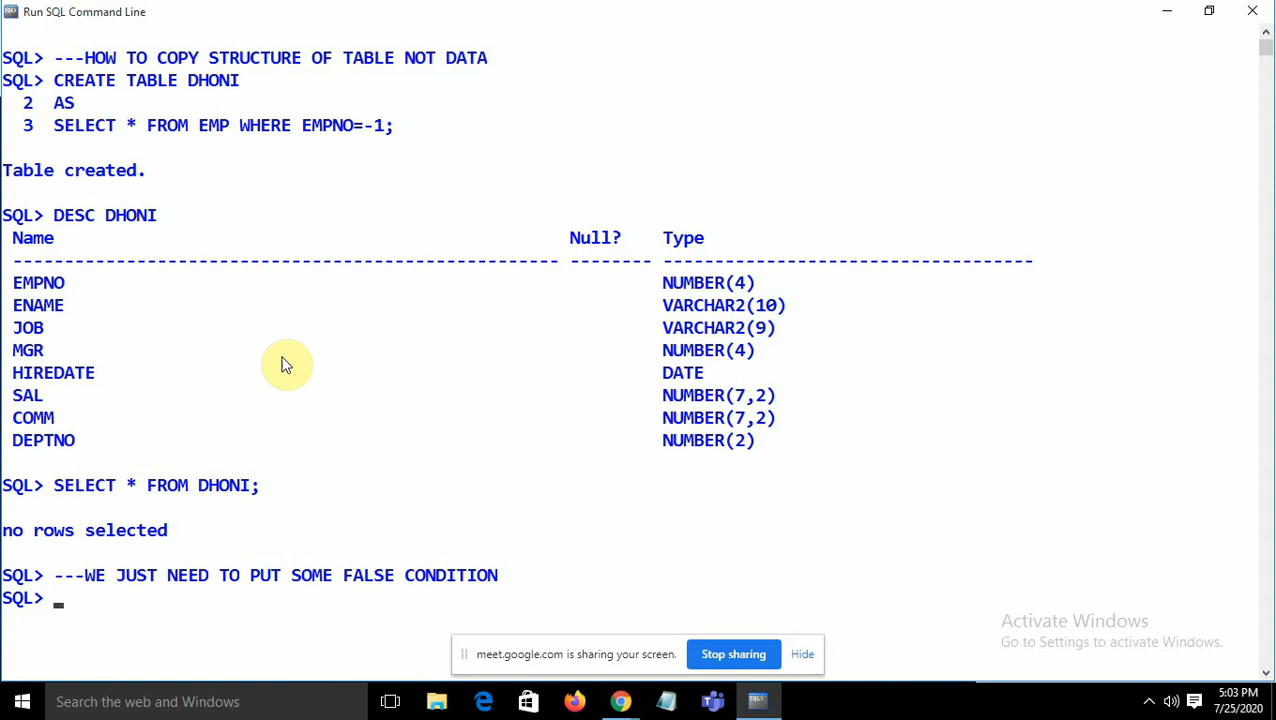 Run SQL Command Line
SQL> ---HOW TO COPY STRUCTURE OF TABLE NOT DATA
SQL> CREATE TABLE DHONI
2 AS
3 SELECT * FROM EMP WHERE EMPNO=-1;
Table created.
SQL> DESC DHONI
Name Null? Type
----------------------------------------------------- -------- ------------------------------------
EMPNO NUMBER(4)
ENAME VARCHAR2(10)
JOB VARCHAR2(9)
MGR NUMBER(4)
HIREDATE DATE
SAL NUMBER(7,2)
COMM NUMBER(7,2)
DEPTNO NUMBER(2)
SQL> SELECT * FROM DHONI;
no rows selected
SQL> ---WE JUST NEED TO PUT SOME FALSE CONDITION
SQL>
Activate Windows
Go to Settings to activate Windows.
meet.google.com is sharing your screen. Stop sharing Hide
Search the web and Windows
5:03 PM
7/25/2020